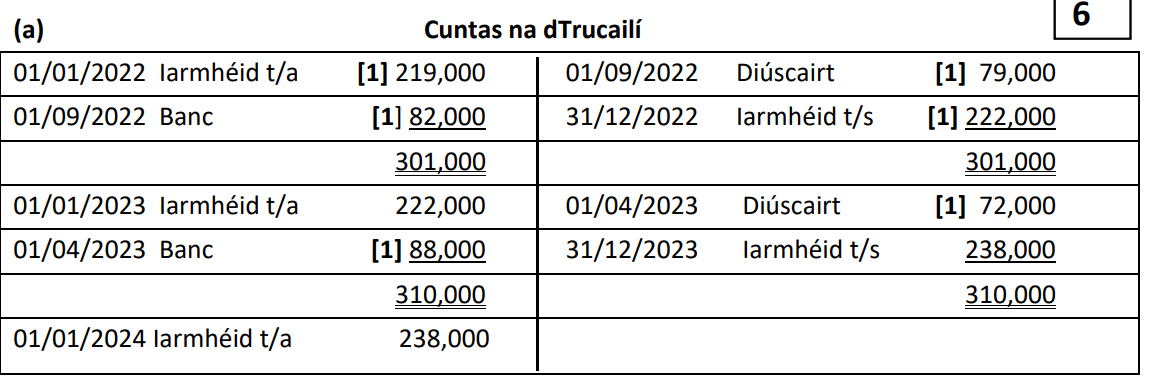 6
(a) Cuntas na dTrucailí
01/01/2022 Iarmhéid t/a [1] 219,000 01/09/2022 Diúscairt [1] 79,000
01/09/2022 Banc [1] 82,000 31/12/2022 Iarmhéid t/s [1] 222,000
301,000 301,000
01/01/2023 Iarmhéid t/a 222,000 01/04/2023 Diúscairt [1] 72,000
01/04/2023 Banc [1] 88,000 31/12/2023 Iarmhéid t/s 238,000
310,000 310,000
01/01/2024 Iarmhéid t/a 238,000